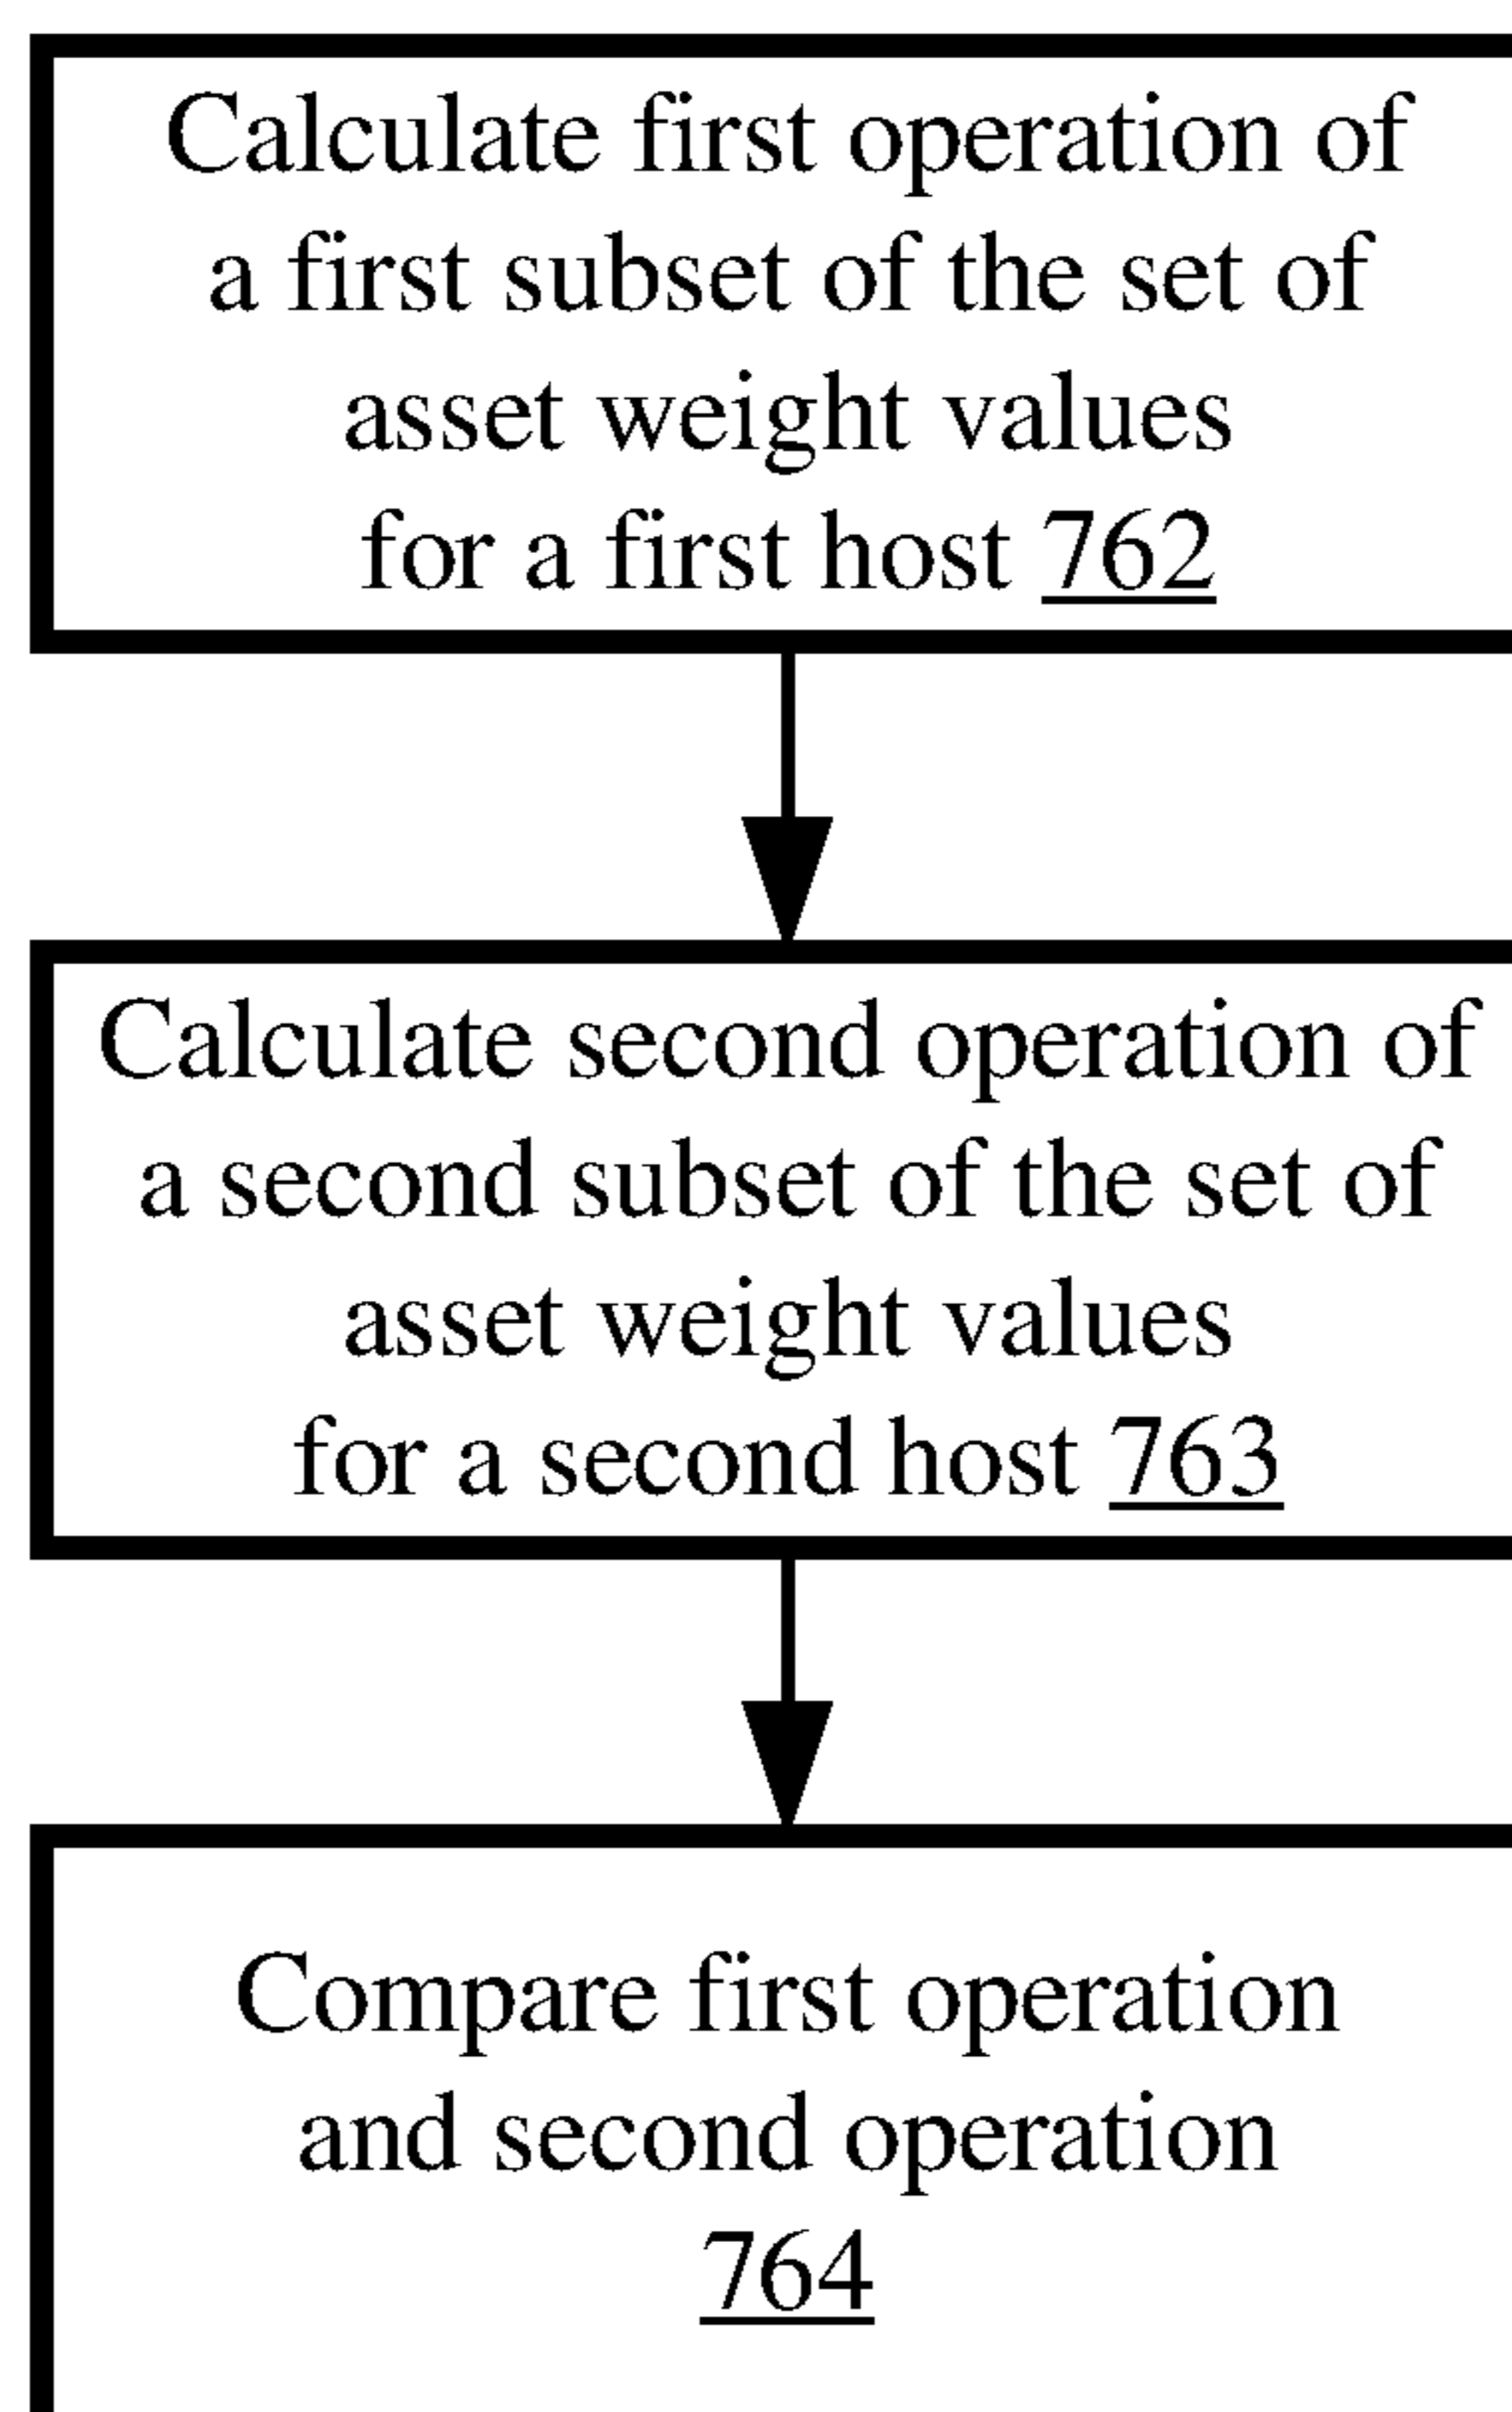 Calculate first operation of
a first subset of the set of
asset weight values
for a first host 762
Calculate second operation of
a second subset of the set of
asset weight values
for a second host 763
Compare first operation
and second operation
764